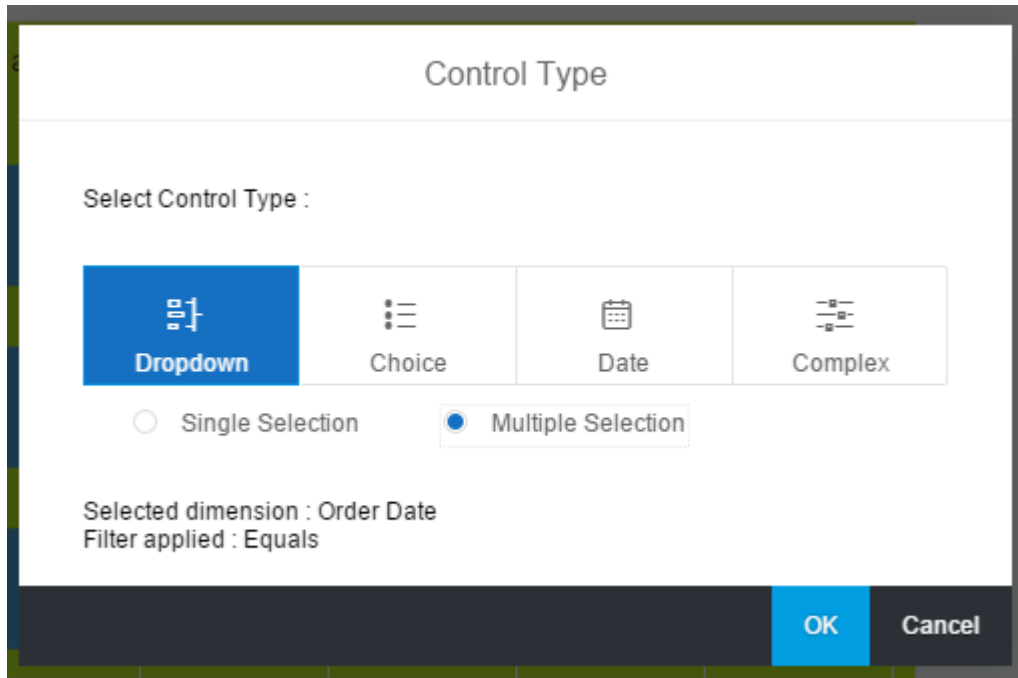 Control Type
Select Control Type :
Dropdown Choice Date Complex
Single Selection Multiple Selection
Selected dimension : Order Date
Filter applied : Equals
OK Cancel